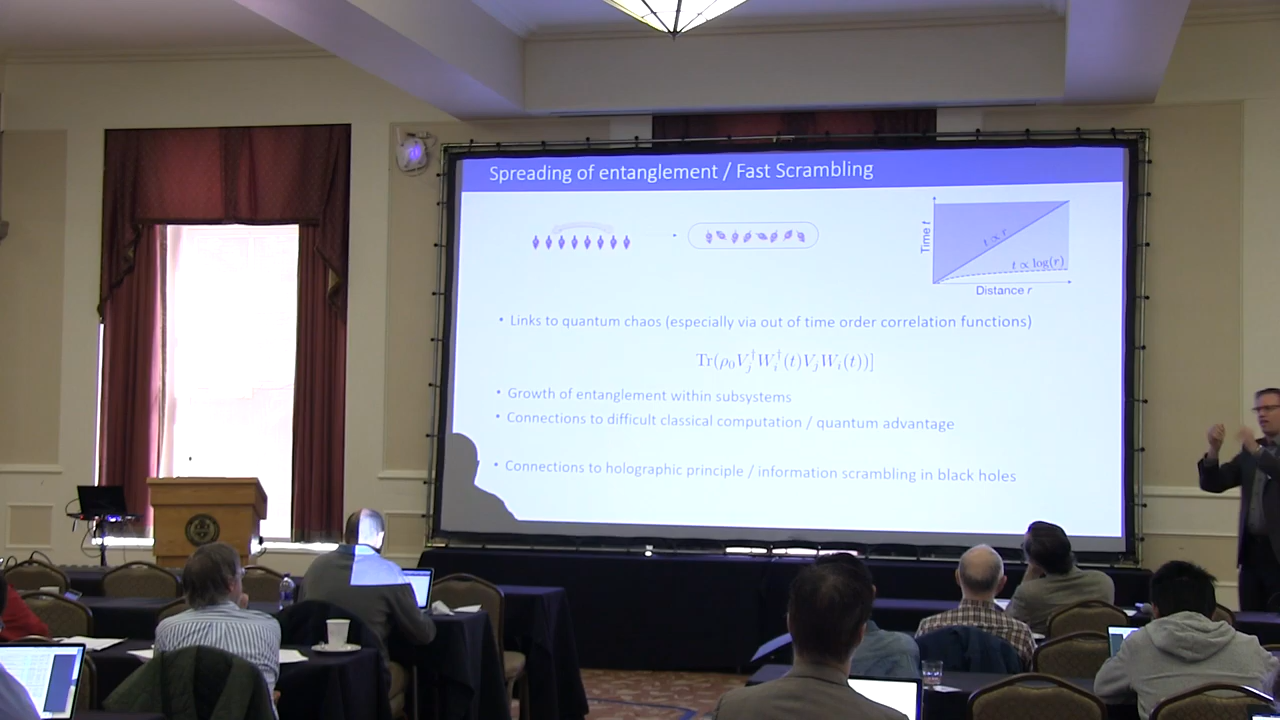 Spreading of entanglement / Fast Scrambling
Time t
t ∝ r
t ∝ log(r)
Distance r
• Links to quantum chaos (especially via out of time order correlation functions)
Tr(ρ₀V_j^†W_i^†(t)V_jW_i(t))]
• Growth of entanglement within subsystems
• Connections to difficult classical computation / quantum advantage
• Connections to holographic principle / information scrambling in black holes